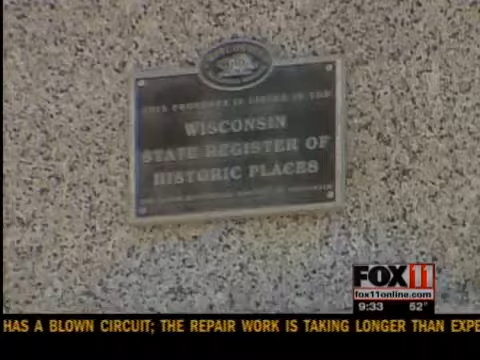 WISCONSIN
THIS PROPERTY IS LISTED IN THE
WISCONSIN
STATE REGISTER OF
HISTORIC PLACES
FOX 11
fox11online.com
9:33 52°
HAS A BLOWN CIRCUIT; THE REPAIR WORK IS TAKING LONGER THAN EXPE